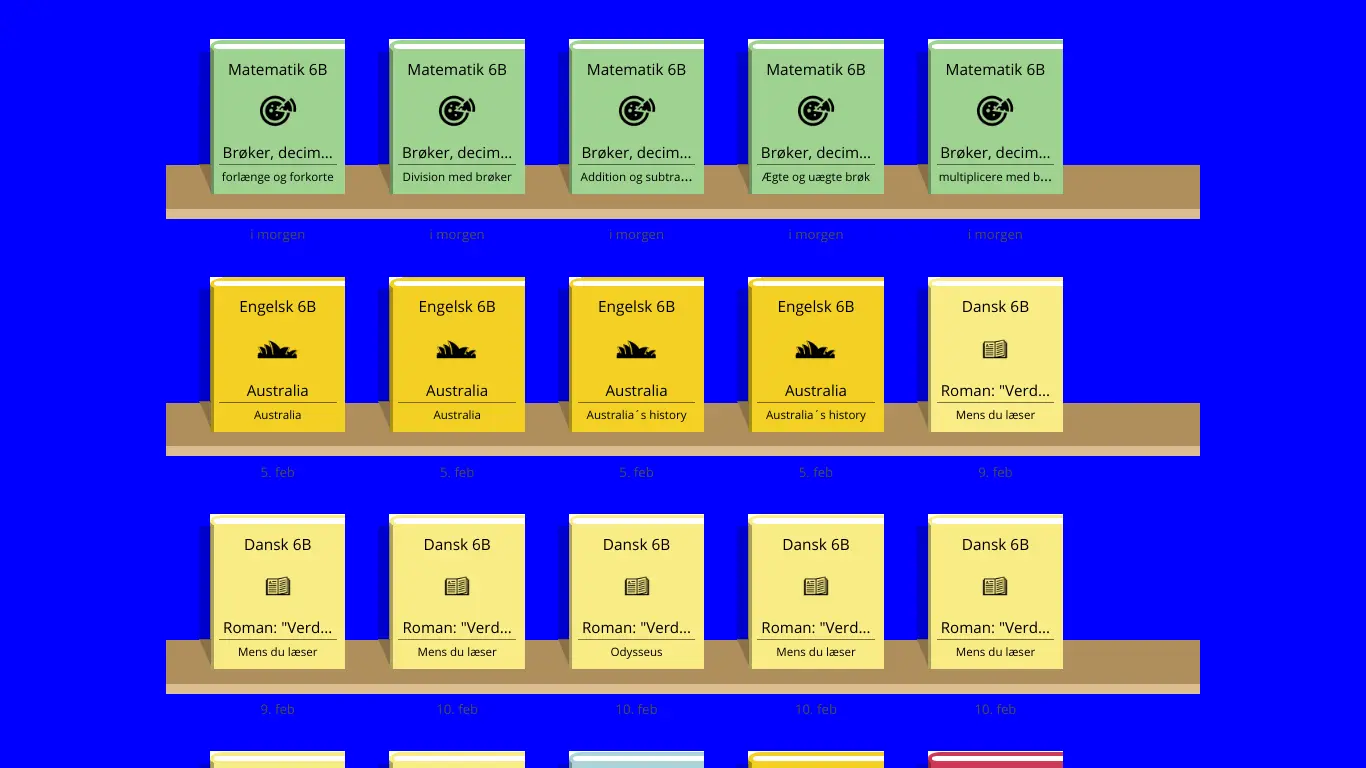 Matematik 6B
Brøker, decim...
forlænge og forkorte
i morgen
Matematik 6B
Brøker, decim...
Division med brøker
i morgen
Matematik 6B
Brøker, decim...
Addition og subtra...
i morgen
Matematik 6B
Brøker, decim...
Ægte og uægte brøk
i morgen
Matematik 6B
Brøker, decim...
multiplicere med b...
i morgen
Engelsk 6B
Australia
Australia
5. feb
Engelsk 6B
Australia
Australia
5. feb
Engelsk 6B
Australia
Australia´s history
5. feb
Engelsk 6B
Australia
Australia´s history
5. feb
Dansk 6B
Roman: "Verd...
Mens du læser
9. feb
Dansk 6B
Roman: "Verd...
Mens du læser
9. feb
Dansk 6B
Roman: "Verd...
Mens du læser
10. feb
Dansk 6B
Roman: "Verd...
Odysseus
10. feb
Dansk 6B
Roman: "Verd...
Mens du læser
10. feb
Dansk 6B
Roman: "Verd...
Mens du læser
10. feb